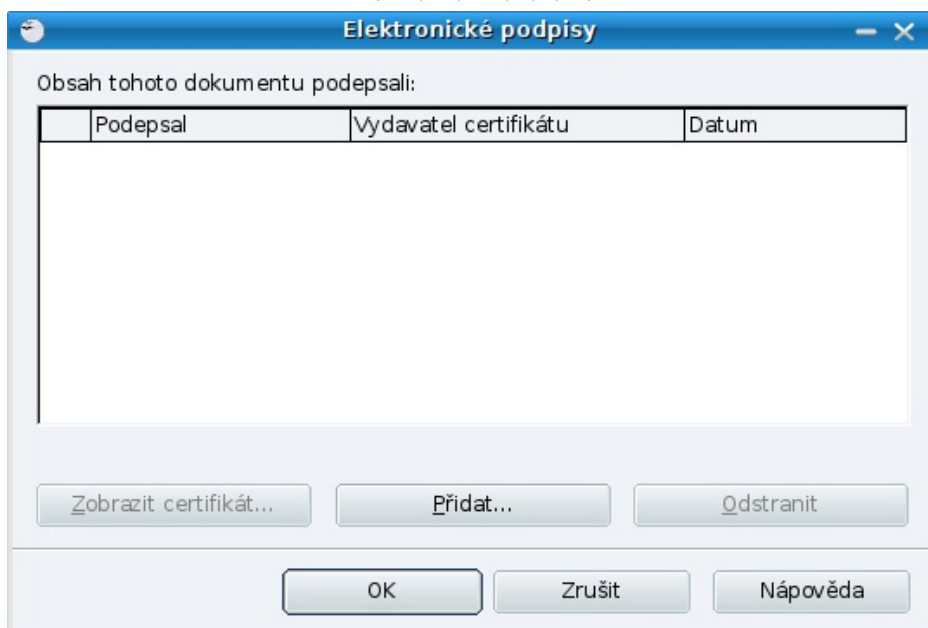 Elektronické podpisy
Obsah tohoto dokumentu podepsali:
Podepsal Vydavatel certifikátu Datum
Zobrazit certifikát... Přidat... Odstranit
OK Zrušit Nápověda